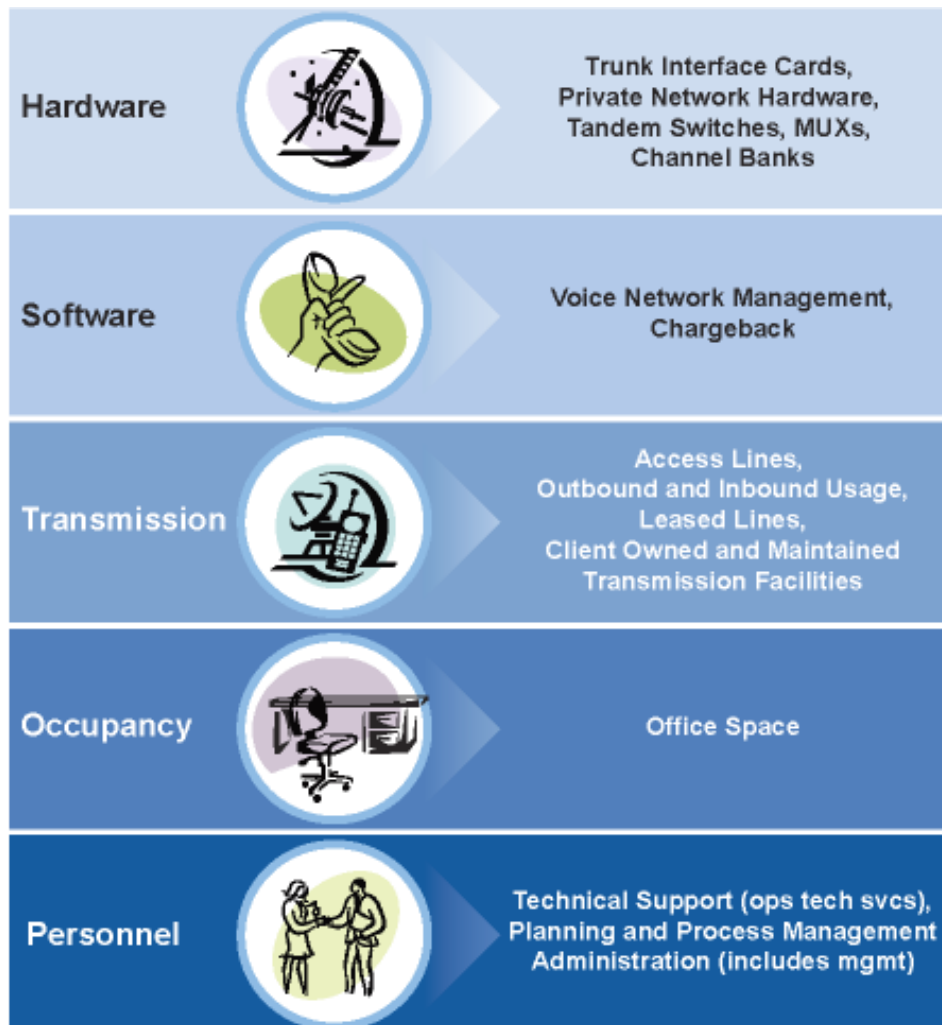 Hardware
Trunk Interface Cards,
Private Network Hardware,
Tandem Switches, MUXs,
Channel Banks
Software
Voice Network Management,
Chargeback
Transmission
Access Lines,
Outbound and Inbound Usage,
Leased Lines,
Client Owned and Maintained
Transmission Facilities
Occupancy
Office Space
Personnel
Technical Support (ops tech svcs),
Planning and Process Management
Administration (includes mgmt)